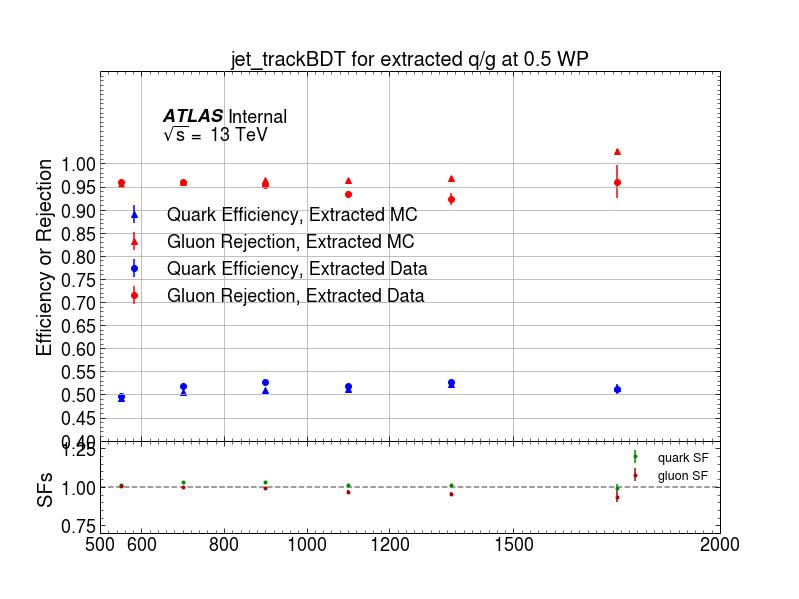 jet_trackBDT for extracted q/g at 0.5 WP
ATLAS Internal
√s = 13 TeV
Efficiency or Rejection
1.00
0.95
0.90
0.85
0.80
0.75
0.70
0.65
0.60
0.55
0.50
0.45
0.40
Quark Efficiency, Extracted MC
Gluon Rejection, Extracted MC
Quark Efficiency, Extracted Data
Gluon Rejection, Extracted Data
SFs
1.25
1.00
0.75
quark SF
gluon SF
500 600 800 1000 1200 1500 2000